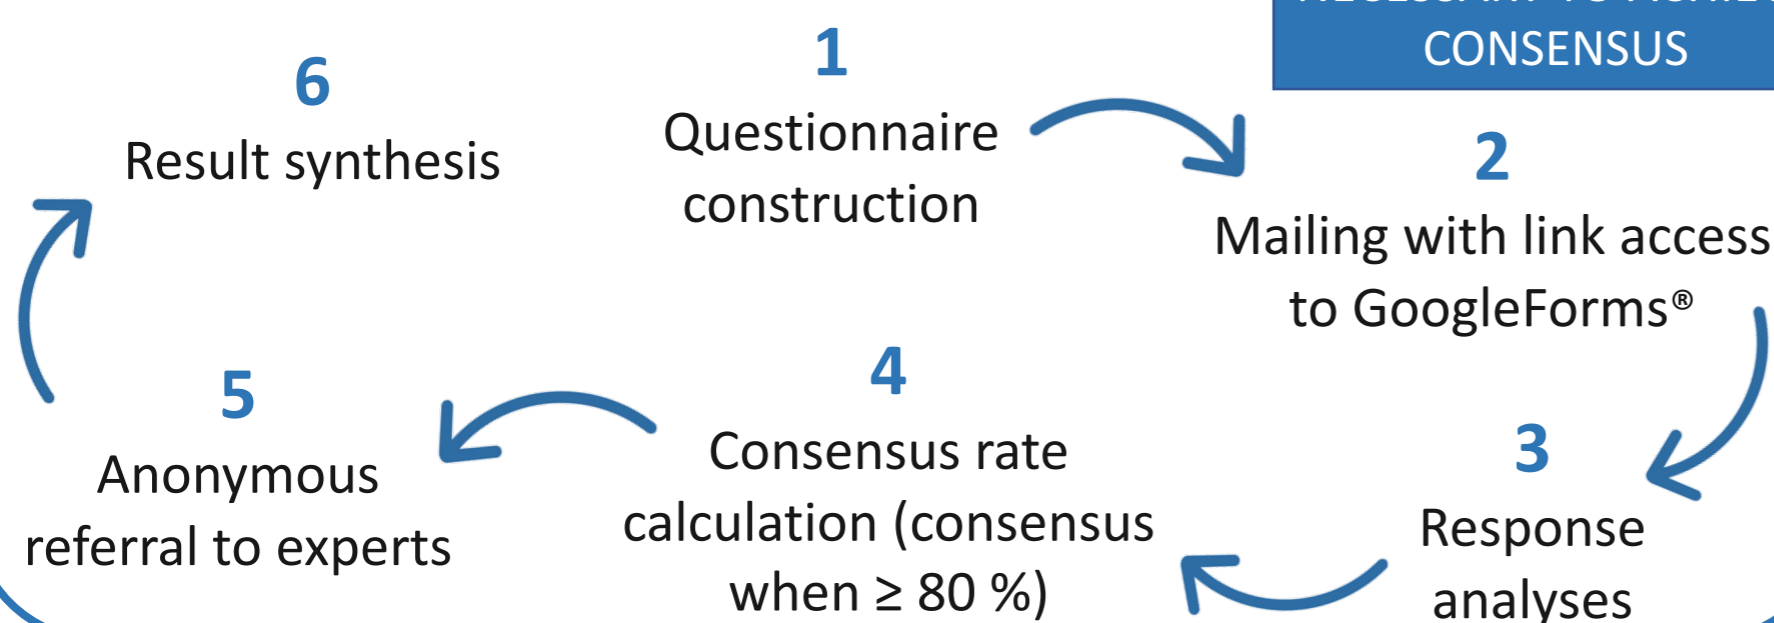 CONSENSUS
1
Questionnaire
construction
2
Mailing with link access
to GoogleForms®
3
Response
analyses
4
Consensus rate
calculation (consensus
when ≥ 80 %)
5
Anonymous
referral to experts
6
Result synthesis